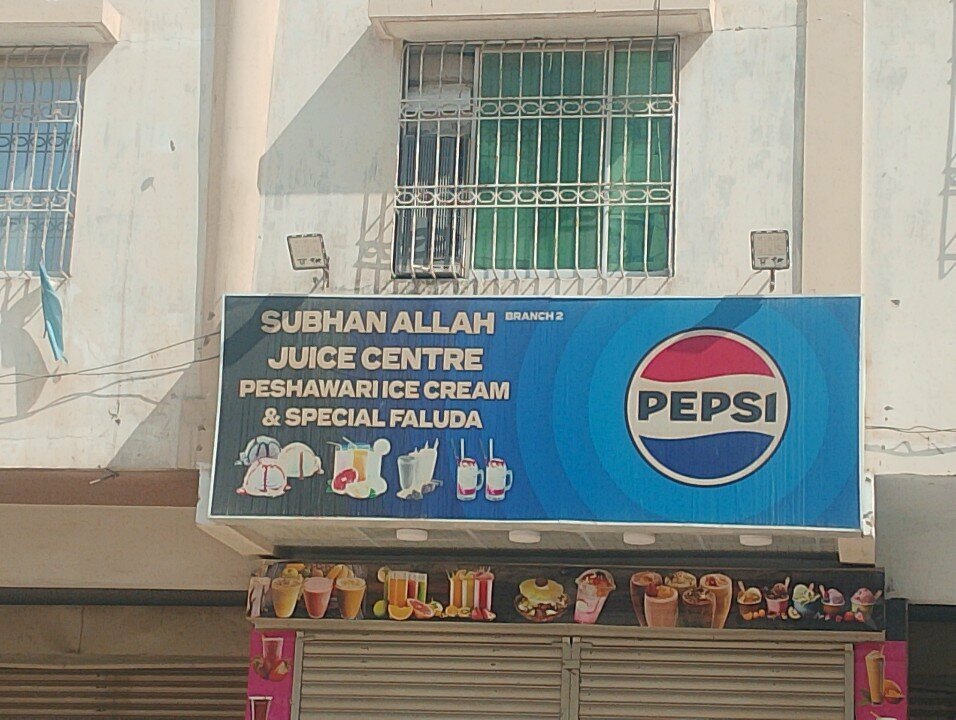 SUBHAN ALLAH BRANCH 2
JUICE CENTRE
PESHAWARI ICE CREAM
& SPECIAL FALUDA
PEPSI